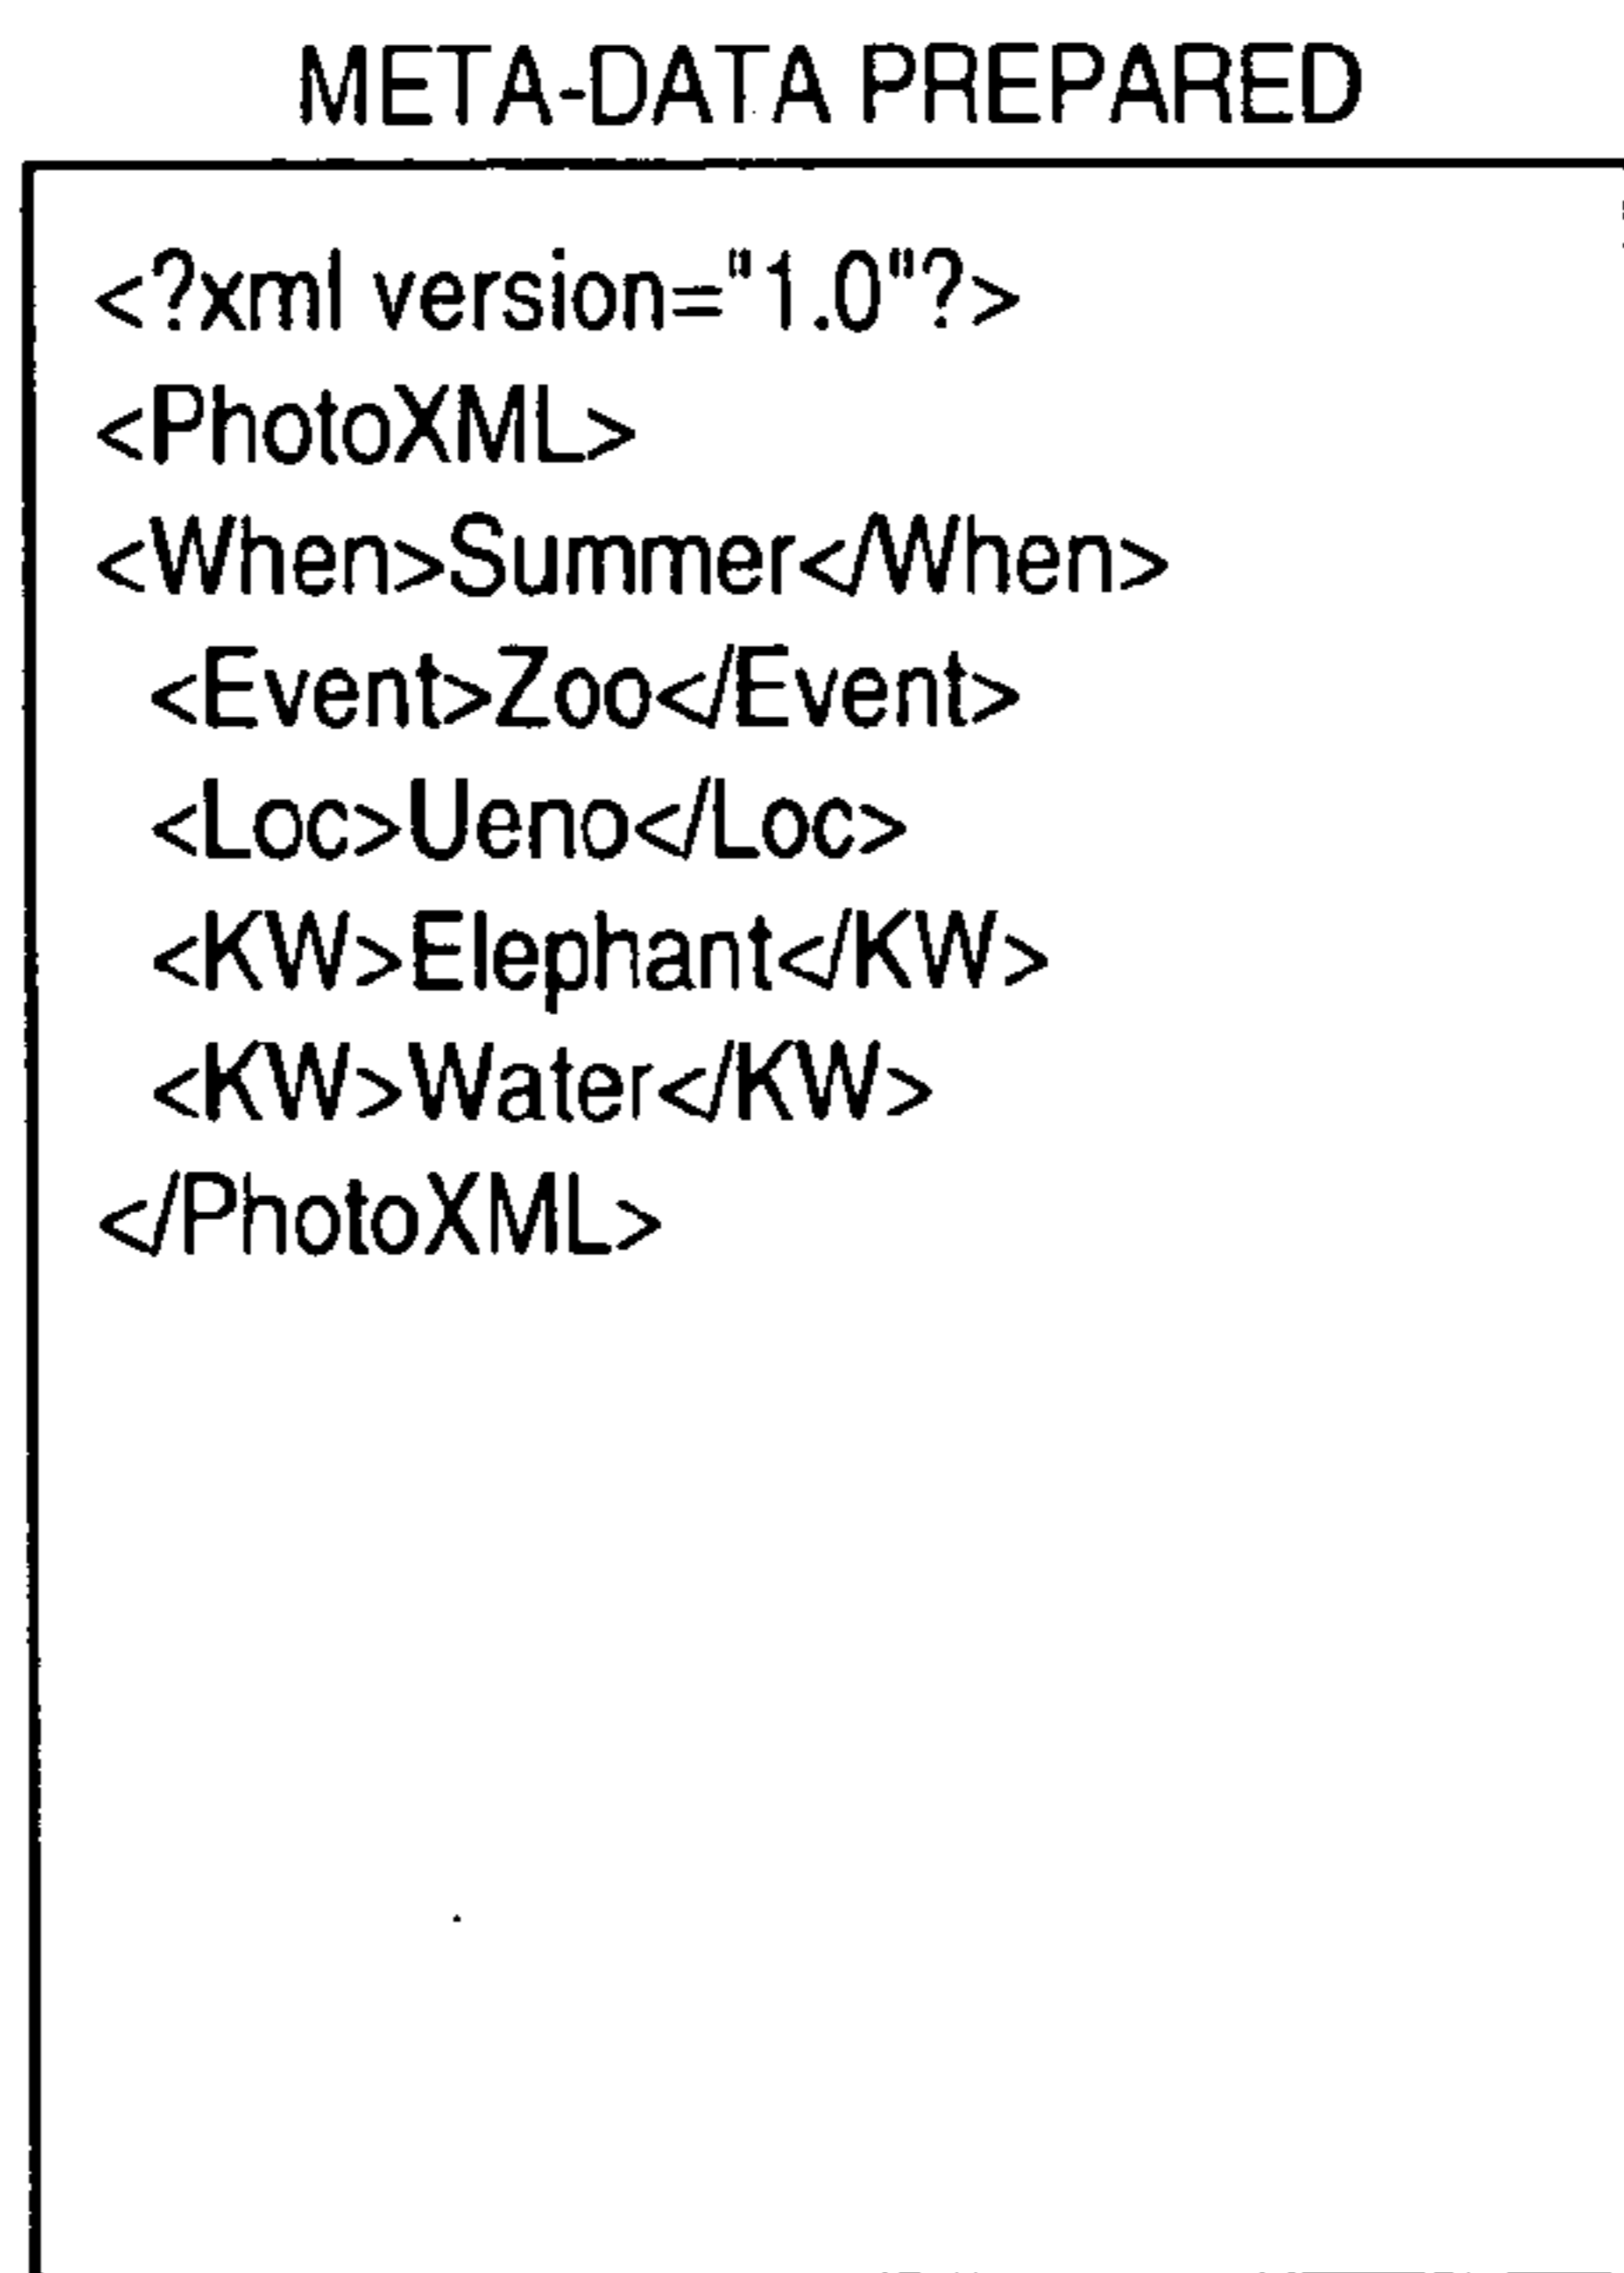 META-DATA PREPARED
<?xml version="1.0"?>
<PhotoXML>
<When>Summer</When>
<Event>Zoo</Event>
<Loc>Ueno</Loc>
<KW>Elephant</KW>
<KW>Water</KW>
</PhotoXML>